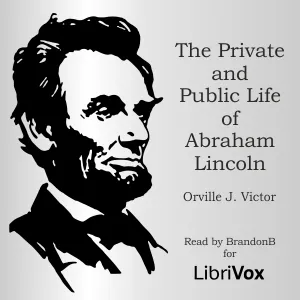 The Private
and
Public Life
of
Abraham
Lincoln
Orville J. Victor
Read by BrandonB
for
LibriVox